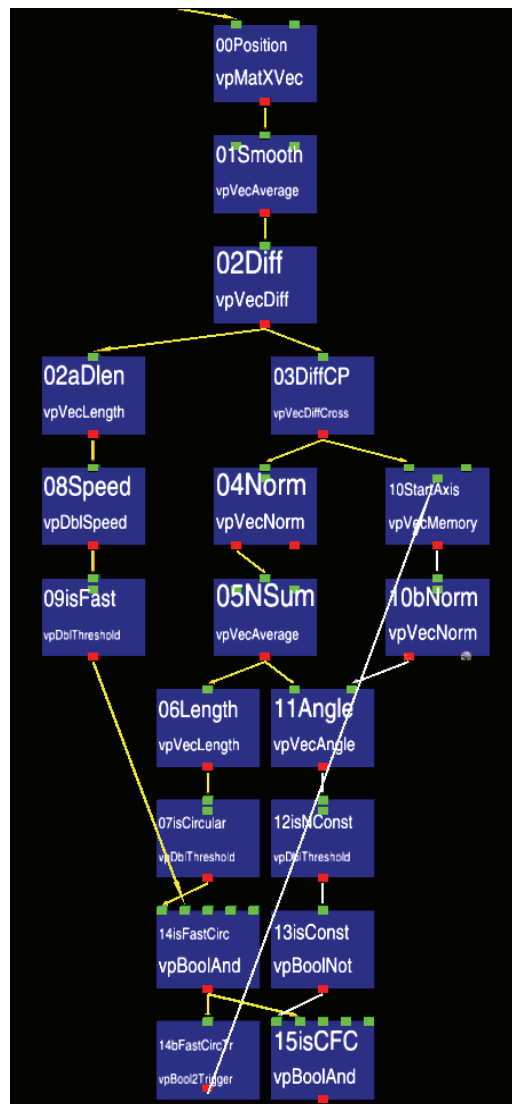 00Position
vpMatXVec
01Smooth
vpVecAverage
02Diff
vpVecDiff
02aDlen
vpVecLength
03DiffCP
vpVecDiffCross
08Speed
vpDblSpeed
04Norm
vpVecNorm
10StartAxis
vpVecMemory
09isFast
vpDblThreshold
05NSum
vpVecAverage
10bNorm
vpVecNorm
06Length
vpVecLength
11Angle
vpVecAngle
07isCircular
vpDblThreshold
12isNConst
vpDblThreshold
14isFastCirc
vpBoolAnd
13isConst
vpBoolNot
14bFastCircTr
vpBool2Trigger
15isCFC
vpBoolAnd